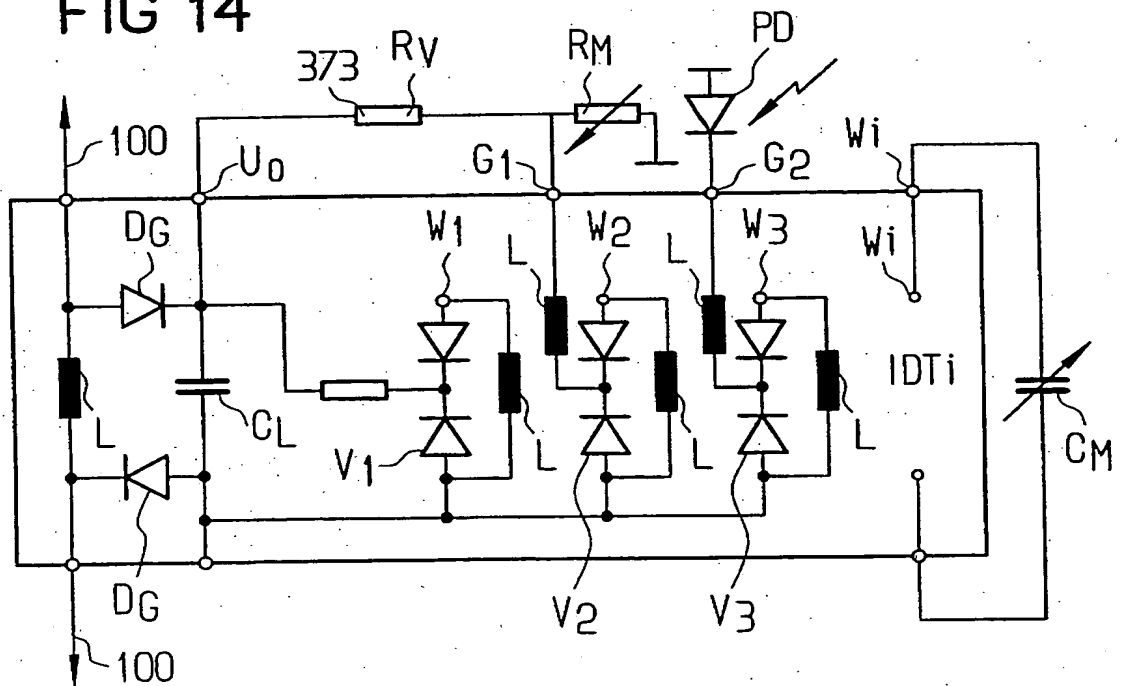 FIG 14
373 RV RM PD
100 U0 G1 G2 Wi
DG W1 L W2 L W3 Wi
IDTi
L CL V1 L L L CM
DG V2 V3
100